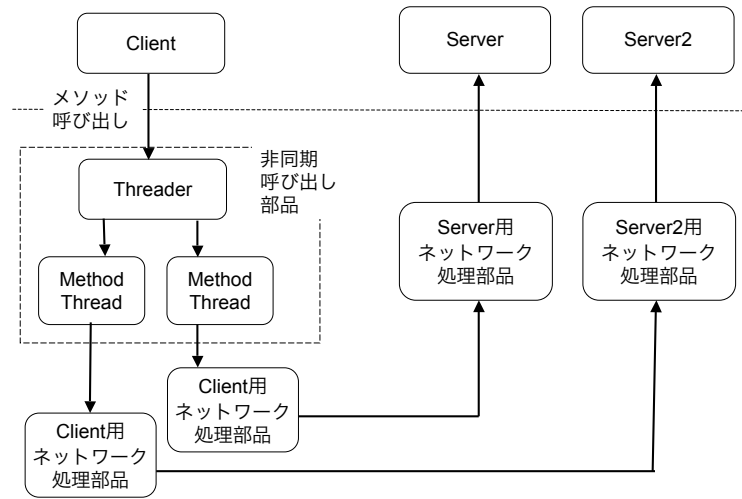 Client
Server
Server2
メソッド
呼び出し
非同期
呼び出し
部品
Threader
Method
Thread
Method
Thread
Server用
ネットワーク
処理部品
Server2用
ネットワーク
処理部品
Client用
ネットワーク
処理部品
Client用
ネットワーク
処理部品